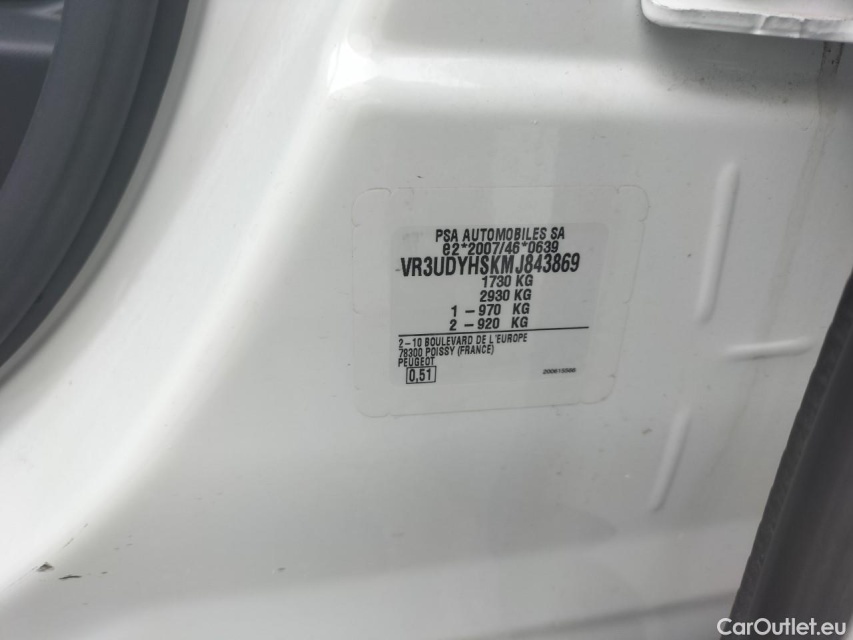 PSA AUTOMOBILES SA
e2*2007/46*0639
VR3UDYHSKMJ843869
1730 KG
2930 KG
1 – 970 KG
2 – 920 KG
2 – 10 BOULEVARD DE L'EUROPE
78300 POISSY (FRANCE)
PEUGEOT
0,51
CarOutlet.eu